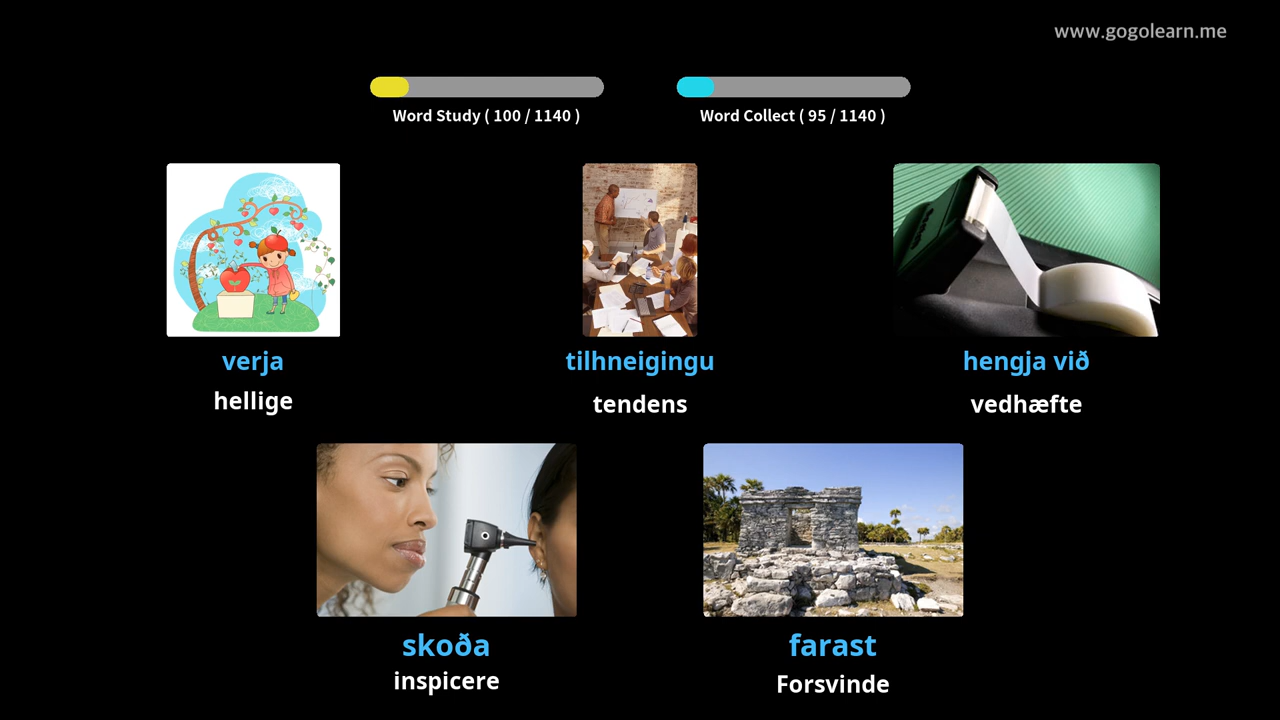 www.gogolearn.me
Word Study ( 100 / 1140 )
Word Collect ( 95 / 1140 )
verja
hellige
tilhneigingu
tendens
hengja við
vedhæfte
skoða
inspicere
farast
Forsvinde